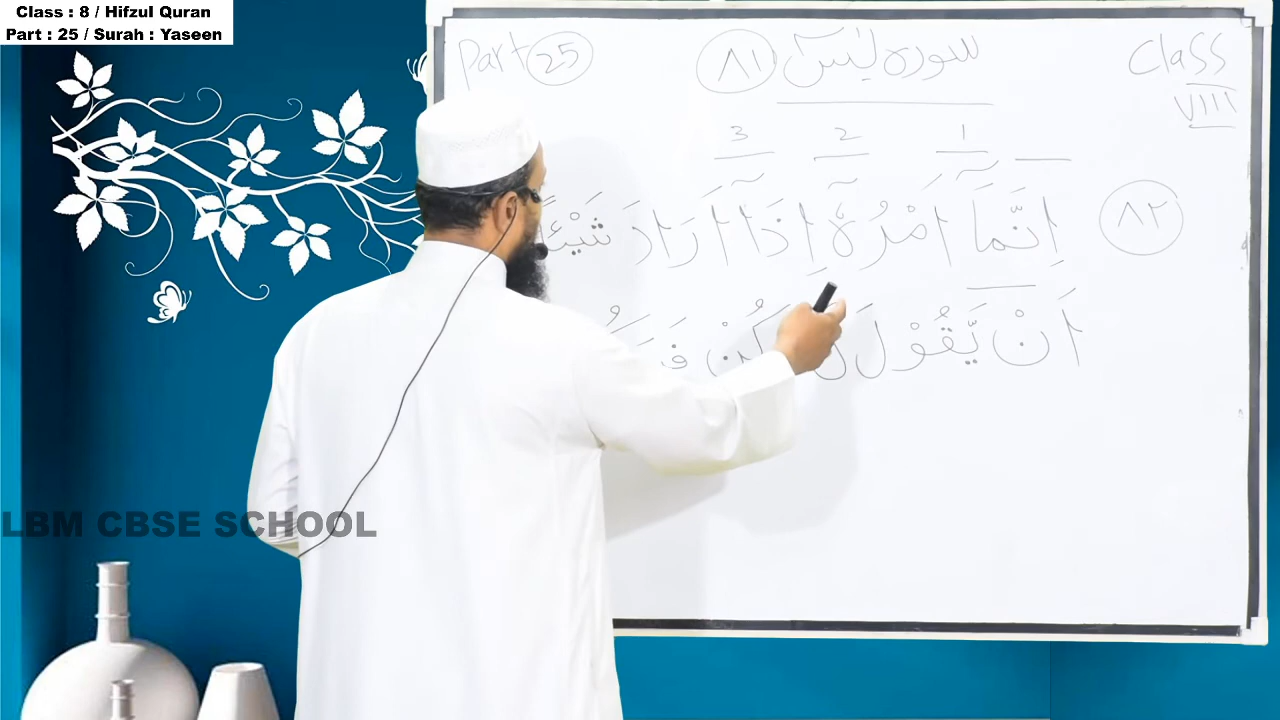 Class : 8 / Hifzul Quran
Part : 25 / Surah : Yaseen
Part 25
سورہ یٰسٓ ٨١
Class
VIII
3 2 1
٨٢ اِنَّمَآ اَمْرُهٗٓ اِذَآ اَرَادَ شَيْئًا
اَنْ يَّقُوْلَ كُنْ
LBM CBSE SCHOOL